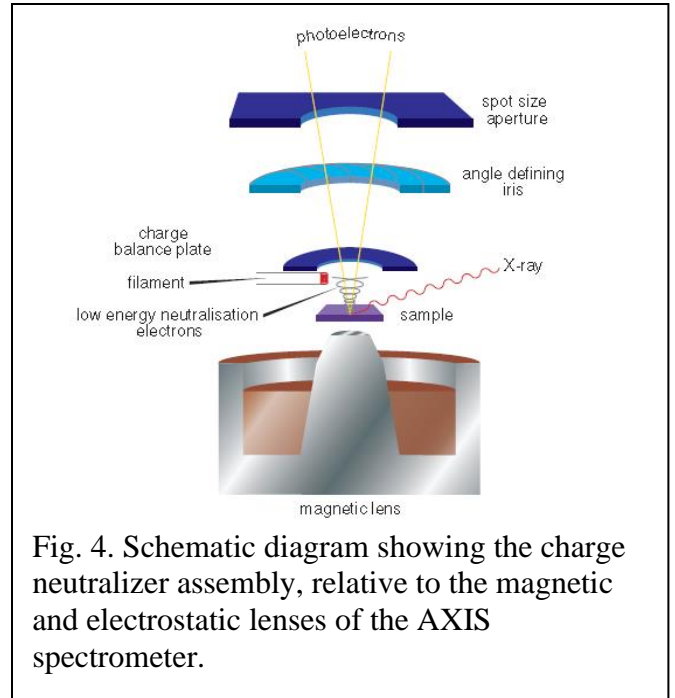 photoelectrons
spot size
aperture
angle defining
iris
charge
balance plate
X-ray
filament
low energy neutralisation
electrons
sample
magnetic lens
Fig. 4. Schematic diagram showing the charge
neutralizer assembly, relative to the magnetic
and electrostatic lenses of the AXIS
spectrometer.